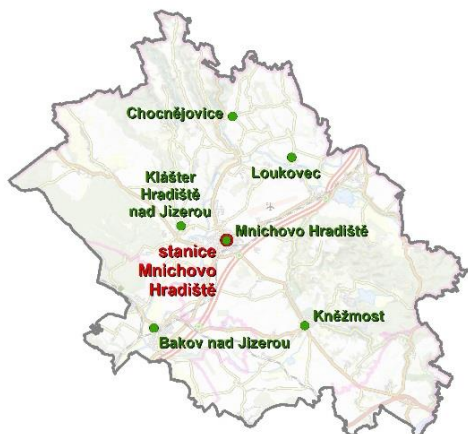 Chocnějovice
Loukovec
Klášter
Hradiště
nad Jizerou
Mnichovo Hradiště
stanice
Mnichovo
Hradiště
Kněžmost
Bakov nad Jizerou